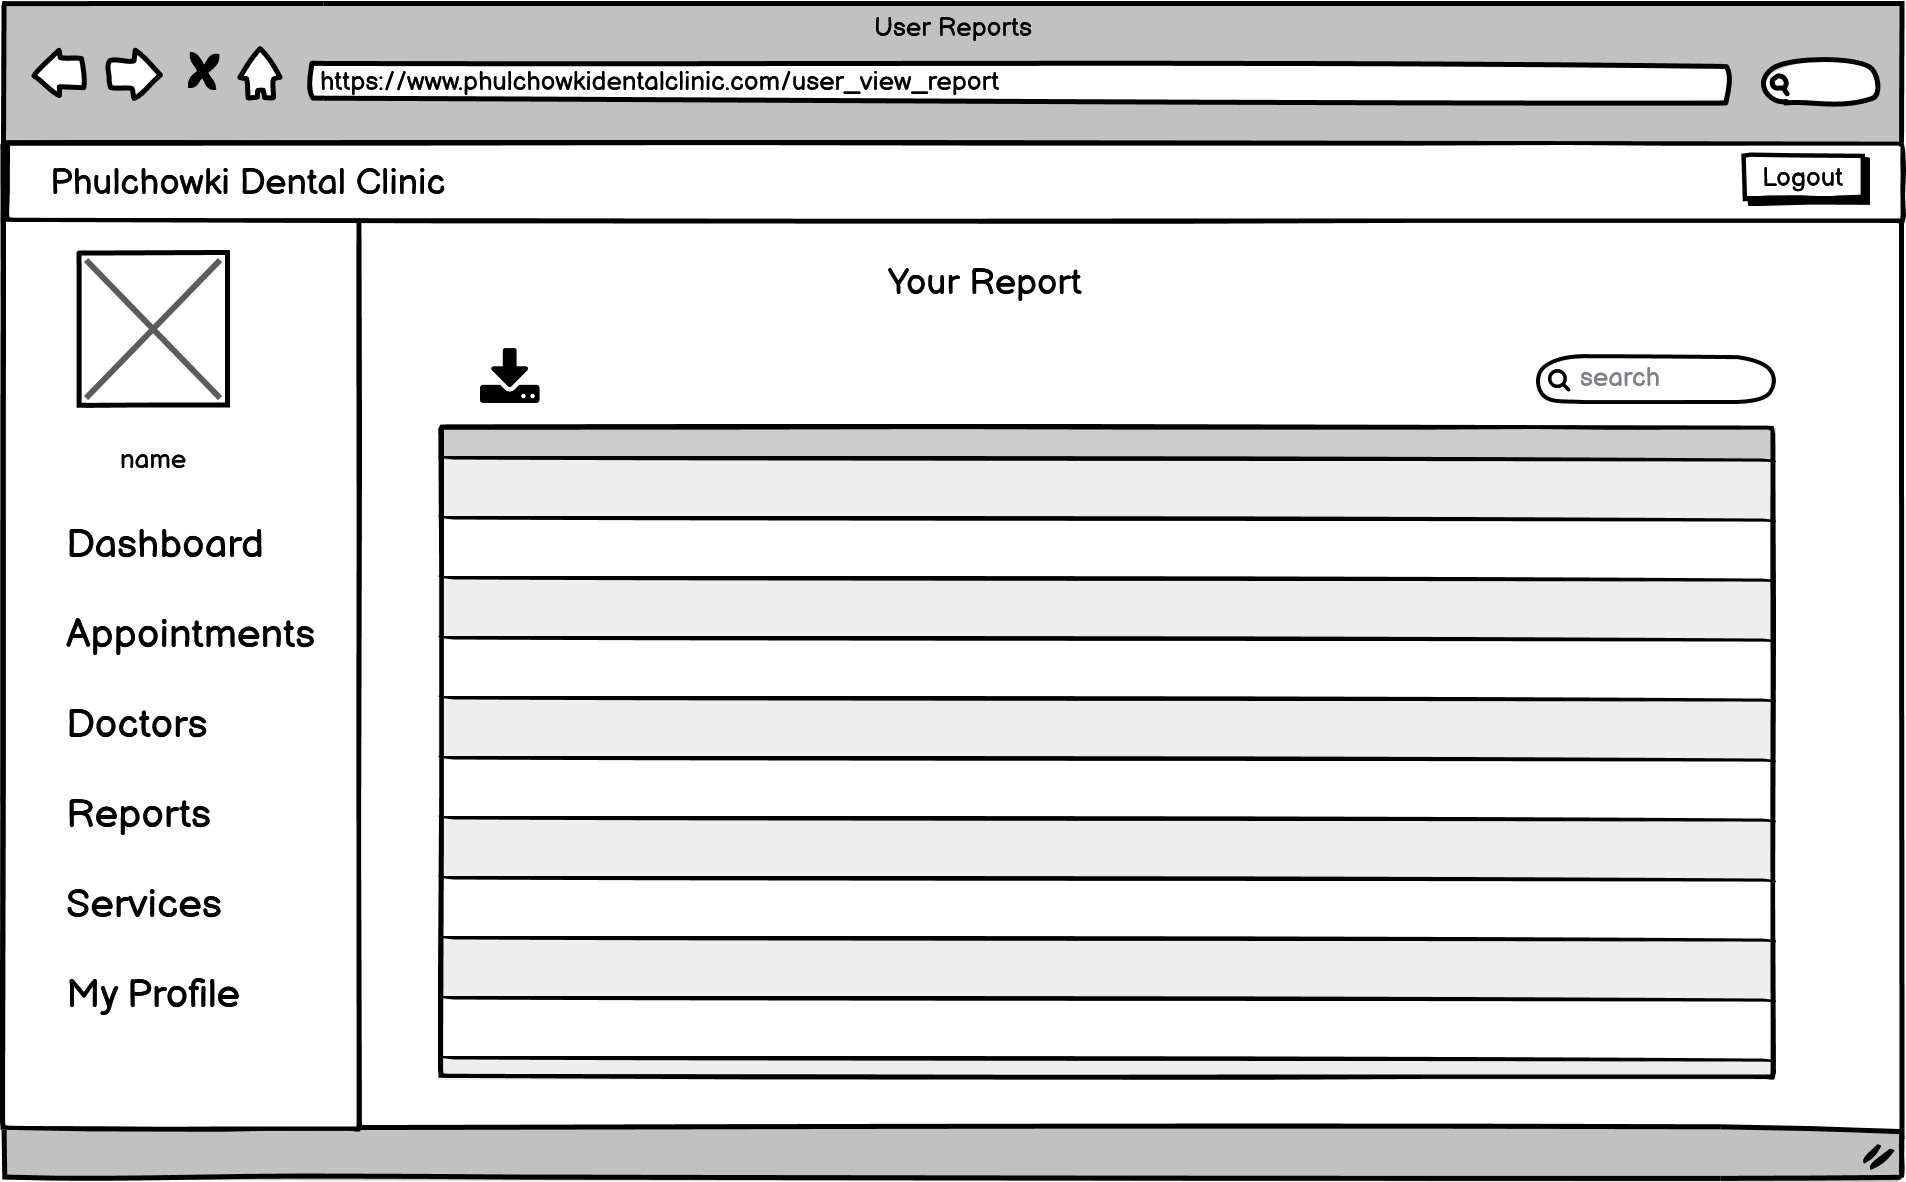 User Reports
https://www.phulchowkidentalclinic.com/user_view_report
Phulchowki Dental Clinic
Logout
name
Dashboard
Appointments
Doctors
Reports
Services
My Profile
Your Report
search